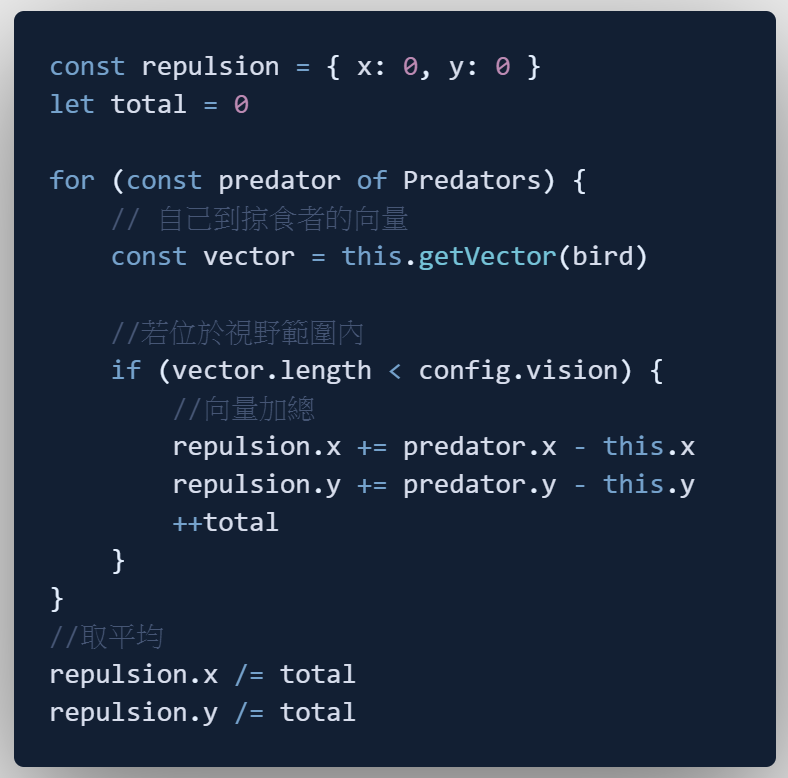 const repulsion = { x: 0, y: 0 }
let total = 0
for (const predator of Predators) {
// 自己到掠食者的向量
const vector = this.getVector(bird)
//若位於視野範圍內
if (vector.length < config.vision) {
//向量加總
repulsion.x += predator.x - this.x
repulsion.y += predator.y - this.y
++total
}
}
//取平均
repulsion.x /= total
repulsion.y /= total